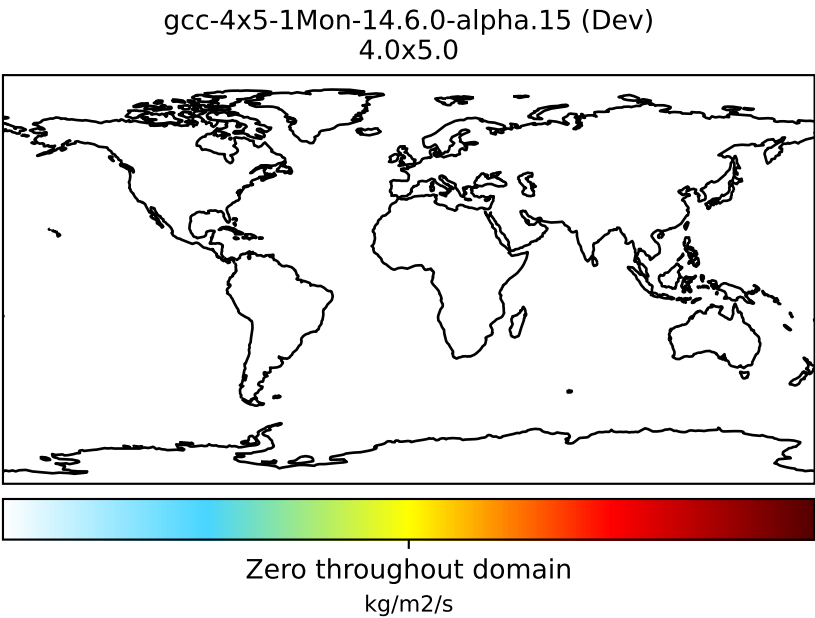 gcc-4x5-1Mon-14.6.0-alpha.15 (Dev)
4.0x5.0
Zero throughout domain
kg/m2/s